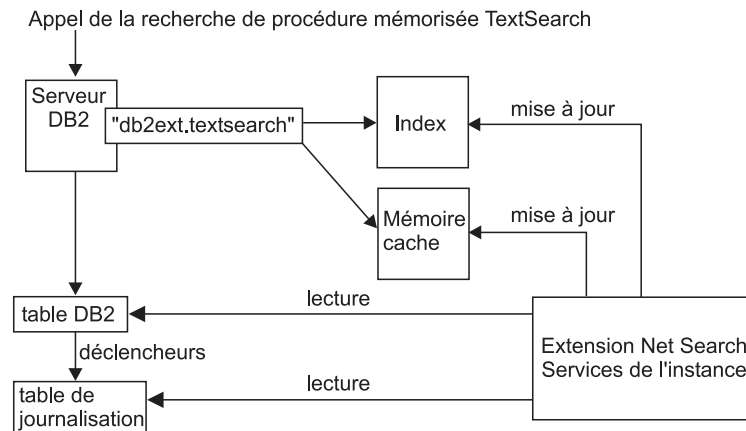 Appel de la recherche de procédure mémorisée TextSearch
Serveur
DB2
"db2ext.textsearch"
Index
mise à jour
Mémoire
cache
mise à jour
lecture
table DB2
déclencheurs
Extension Net Search
Services de l'instance
lecture
table de
journalisation